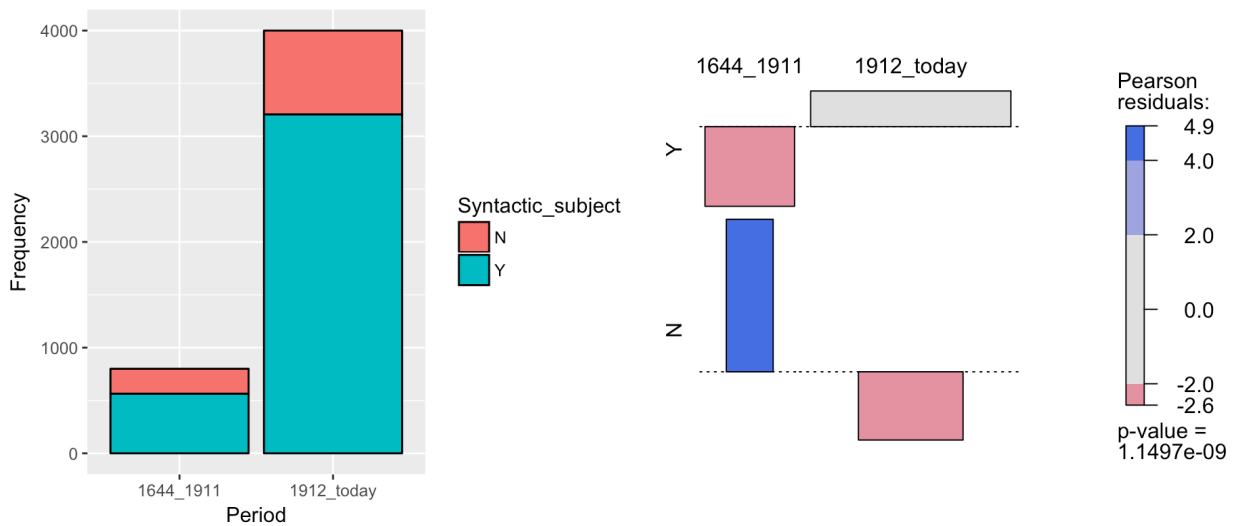 4000
3000
2000
1000
0
Frequency
1644_1911
1912_today
Period
Syntactic_subject
N
Y
1644_1911
1912_today
Y
N
Pearson
residuals:
4.9
4.0
2.0
0.0
-2.0
-2.6
p-value =
1.1497e-09